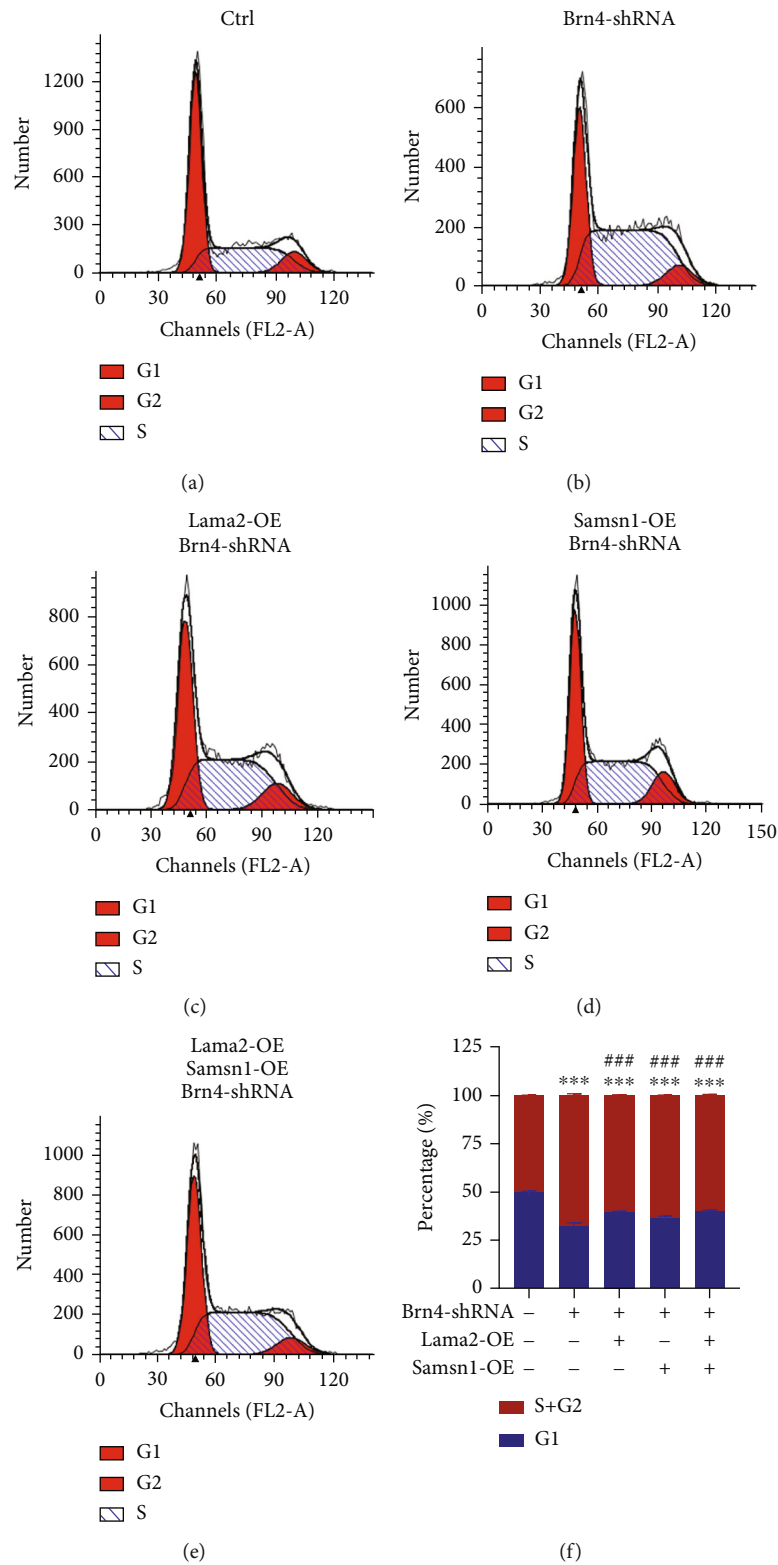 Ctrl
1200
900
600
300
0
Number
0 30 60 90 120
Channels (FL2-A)
G1
G2
S
(a)
Brn4-shRNA
600
400
200
0
Number
0 30 60 90 120
Channels (FL2-A)
G1
G2
S
(b)
Lama2-OE
Brn4-shRNA
800
600
400
200
0
Number
0 30 60 90 120
Channels (FL2-A)
G1
G2
S
(c)
Samsn1-OE
Brn4-shRNA
1000
800
600
400
200
0
Number
0 30 60 90 120 150
Channels (FL2-A)
G1
G2
S
(d)
Lama2-OE
Samsn1-OE
Brn4-shRNA
1000
800
600
400
200
0
Number
0 30 60 90 120
Channels (FL2-A)
G1
G2
S
(e)
125
100
75
50
25
0
Percentage (%)
### ### ###
*** *** *** ***
Brn4-shRNA – + + + +
Lama2-OE – – + – +
Samsn1-OE – – – + +
S+G2
G1
(f)